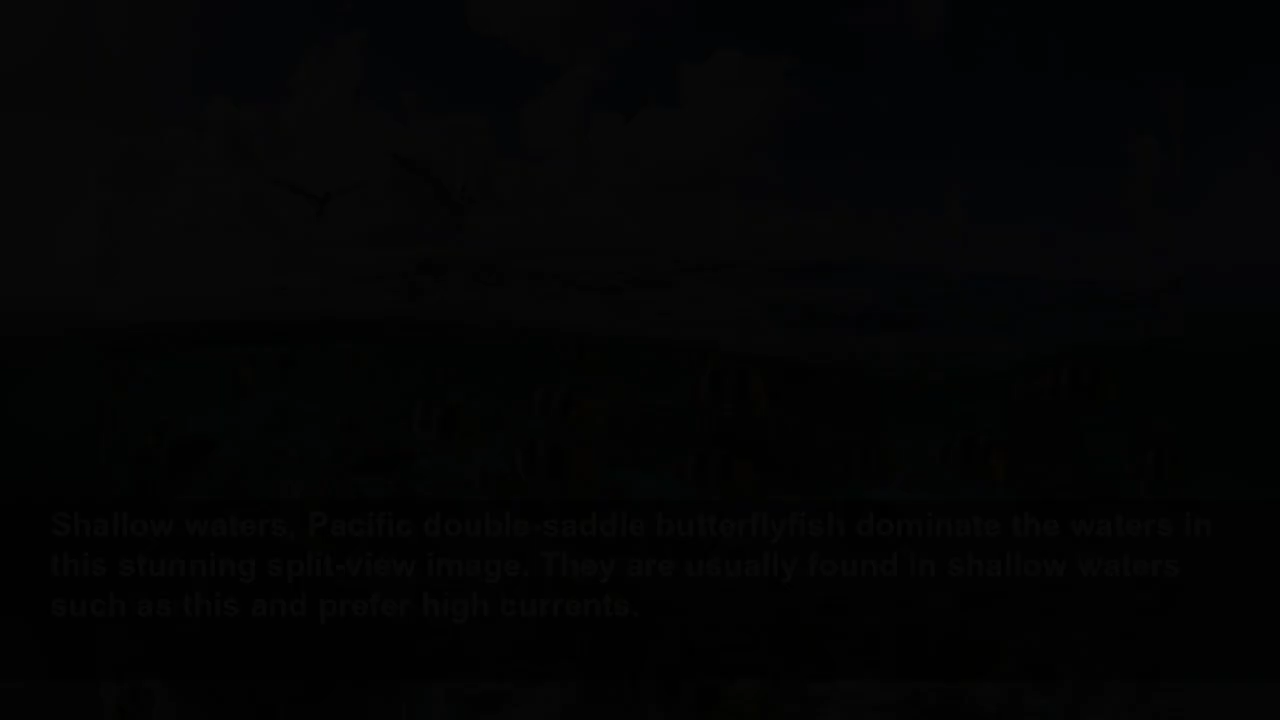 Shallow waters, Pacific double-saddle butterflyfish dominate the waters in
this stunning split-view image. They are usually found in shallow waters
such as this and prefer high currents.